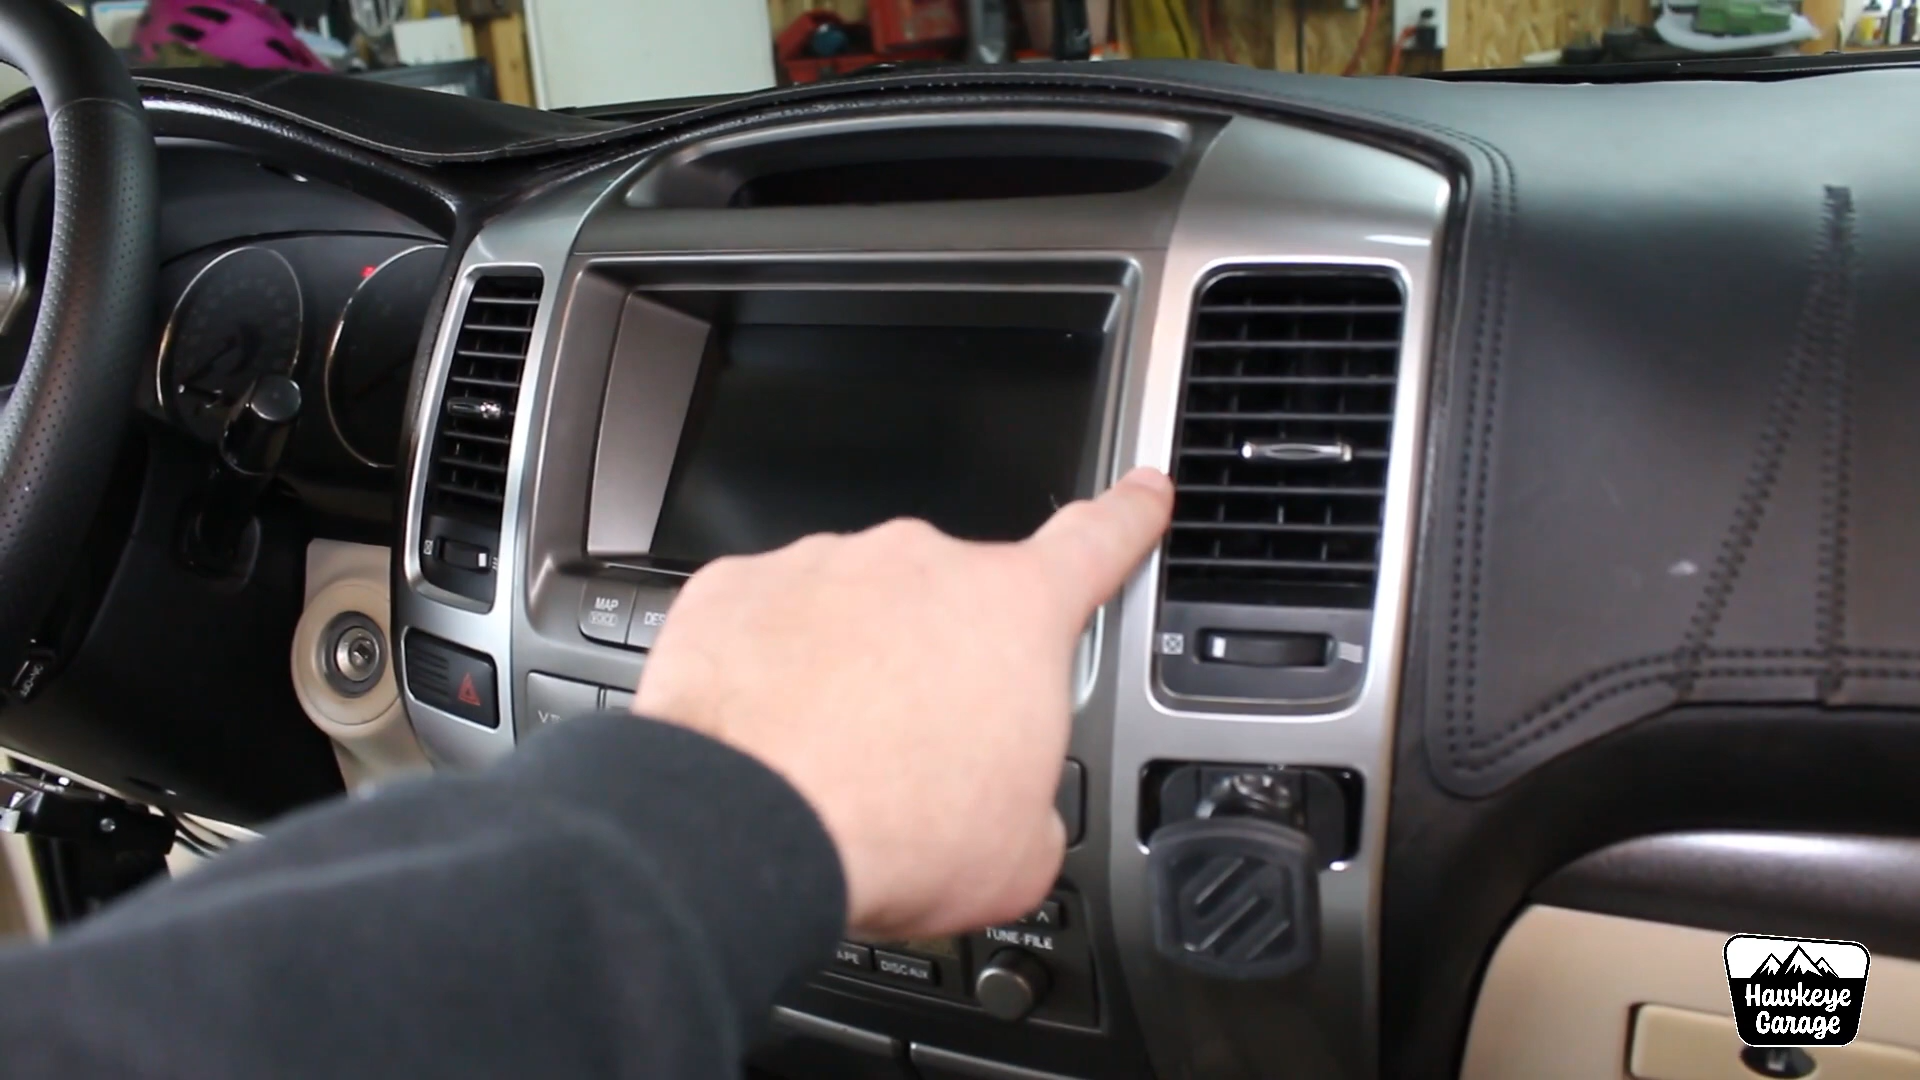 MAP
VOICE
DES
TUNE·FILE
APE
DISC·AUX
Hawkeye
Garage